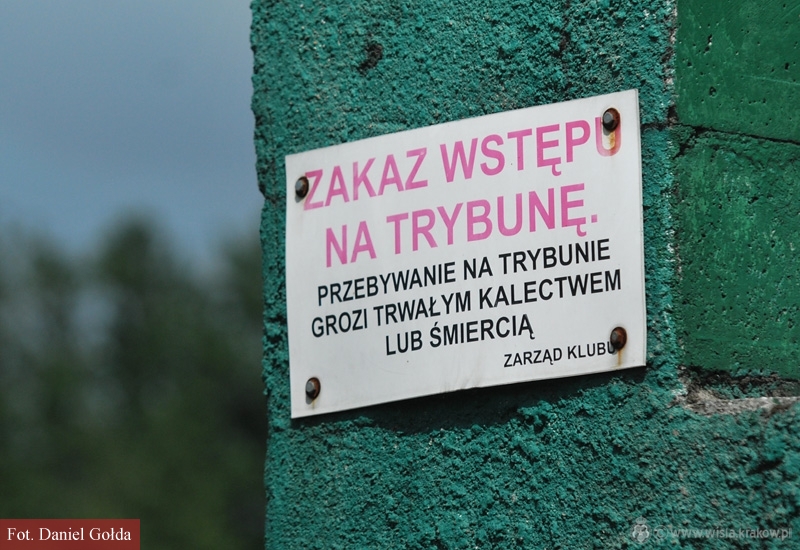 ZAKAZ WSTĘPU
NA TRYBUNĘ.
PRZEBYWANIE NA TRYBUNIE
GROZI TRWAŁYM KALECTWEM
LUB ŚMIERCIĄ
ZARZĄD KLUBU
Fot. Daniel Gołda
© www.wisla.krakow.pl